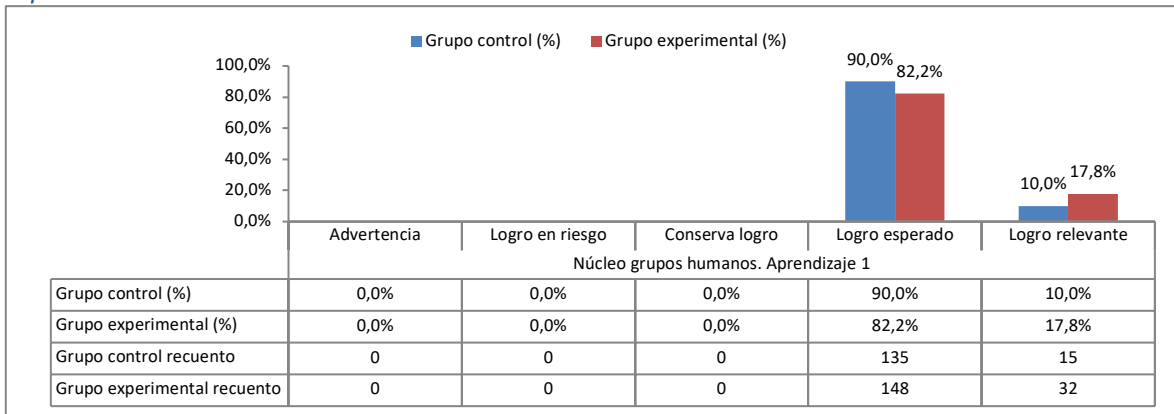 Grupo control (%) Grupo experimental (%)
100,0%
80,0%
60,0%
40,0%
20,0%
0,0%
90,0%
82,2%
10,0%
17,8%
Advertencia Logro en riesgo Conserva logro Logro esperado Logro relevante
Núcleo grupos humanos. Aprendizaje 1
Grupo control (%) 0,0% 0,0% 0,0% 90,0% 10,0%
Grupo experimental (%) 0,0% 0,0% 0,0% 82,2% 17,8%
Grupo control recuento 0 0 0 135 15
Grupo experimental recuento 0 0 0 148 32